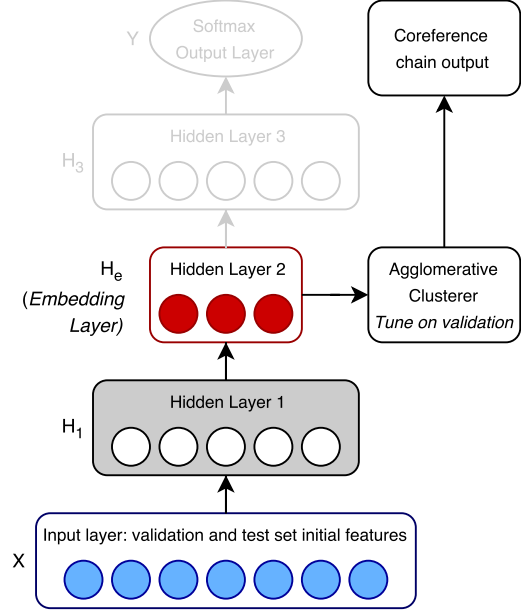 Y
Softmax
Output Layer
Coreference
chain output
H3
Hidden Layer 3
He
(Embedding
Layer)
Hidden Layer 2
Agglomerative
Clusterer
Tune on validation
H1
Hidden Layer 1
X
Input layer: validation and test set initial features